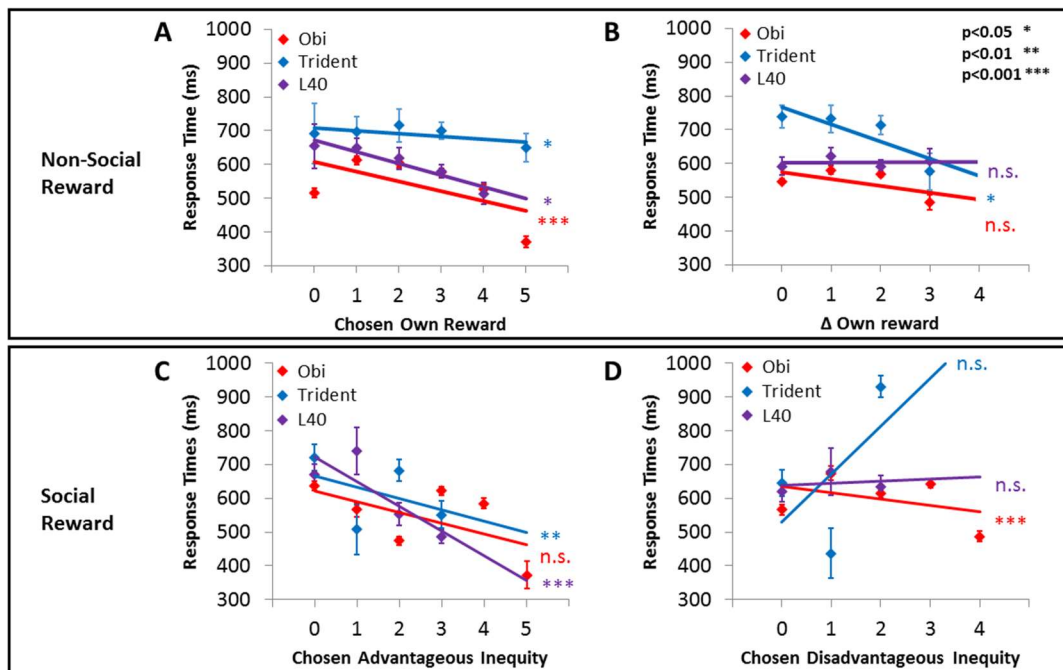 Non-Social
Reward
A
Obi
Trident
L40
Response Time (ms)
1000
900
800
700
600
500
400
300
0 1 2 3 4 5
Chosen Own Reward
*
*
***
B
Obi
Trident
L40
p<0.05 *
p<0.01 **
p<0.001 ***
Response Time (ms)
1000
900
800
700
600
500
400
300
0 1 2 3 4
Δ Own reward
n.s.
*
n.s.
Social
Reward
C
Obi
Trident
L40
Response Times (ms)
1000
900
800
700
600
500
400
300
0 1 2 3 4 5
Chosen Advantageous Inequity
**
n.s.
***
D
Obi
Trident
L40
Response Times (ms)
1000
900
800
700
600
500
400
300
0 1 2 3 4
Chosen Disadvantageous Inequity
n.s.
n.s.
***